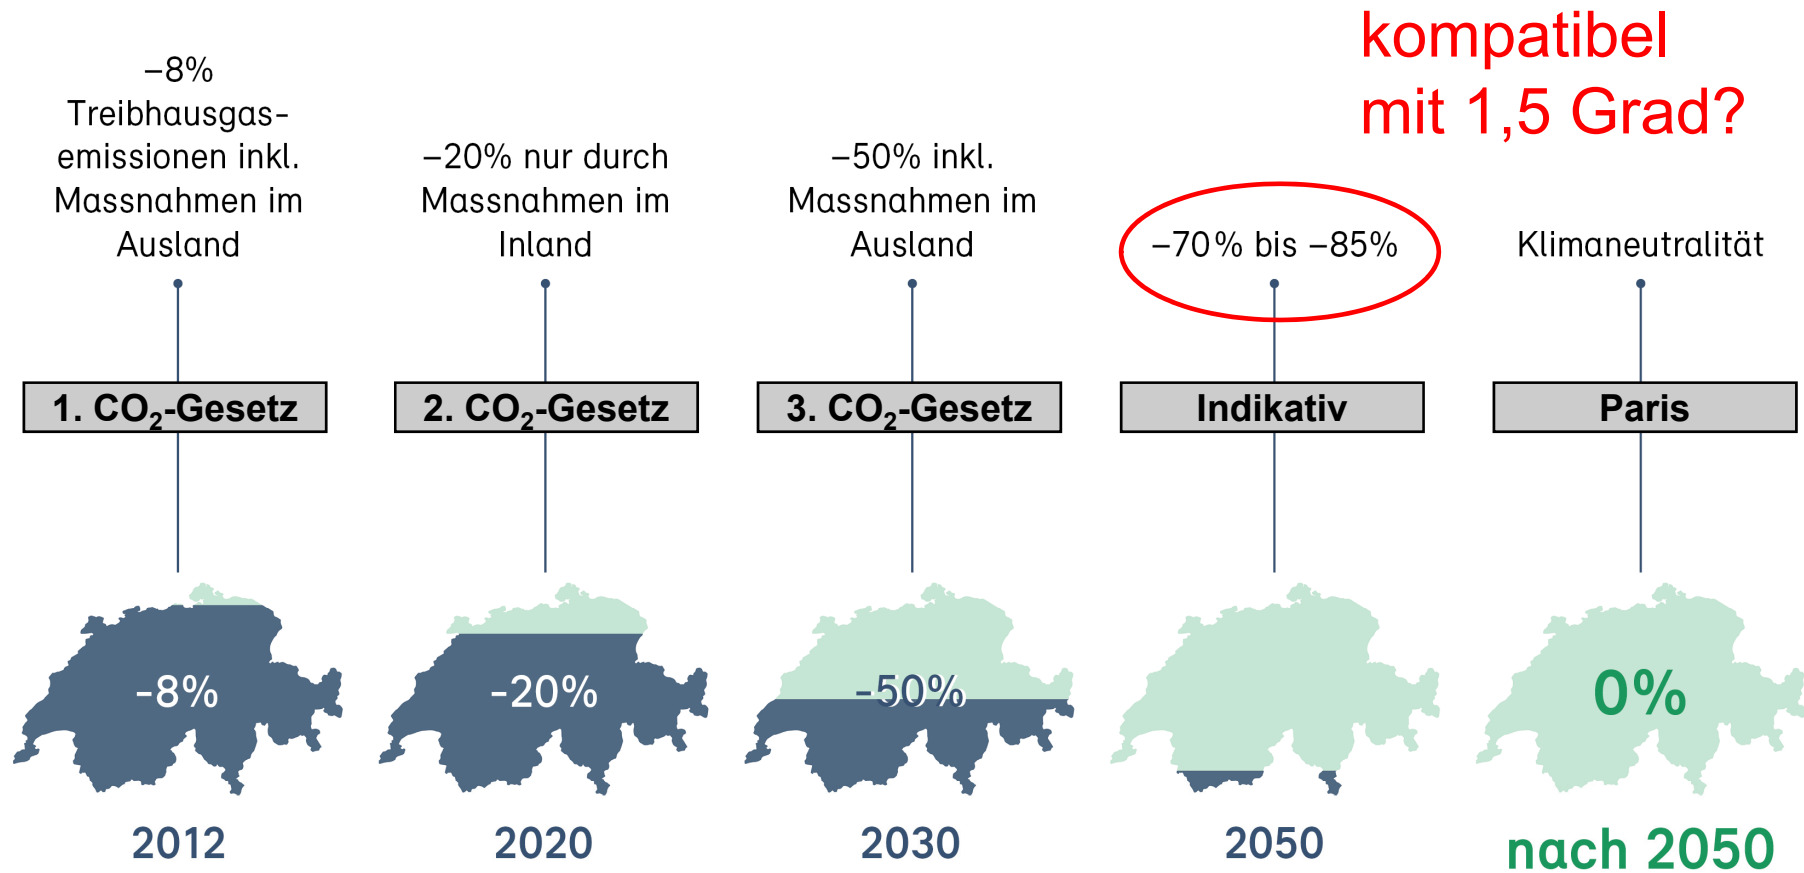 kompatibel
mit 1,5 Grad?
–8%
Treibhausgas-
emissionen inkl.
Massnahmen im
Ausland
–20% nur durch
Massnahmen im
Inland
–50% inkl.
Massnahmen im
Ausland
–70% bis –85%
Klimaneutralität
1. CO₂-Gesetz
2. CO₂-Gesetz
3. CO₂-Gesetz
Indikativ
Paris
-8%
-20%
-50%
0%
2012
2020
2030
2050
nach 2050